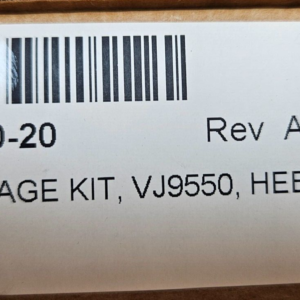 0-20 Rev A
AGE KIT, VJ9550, HEE